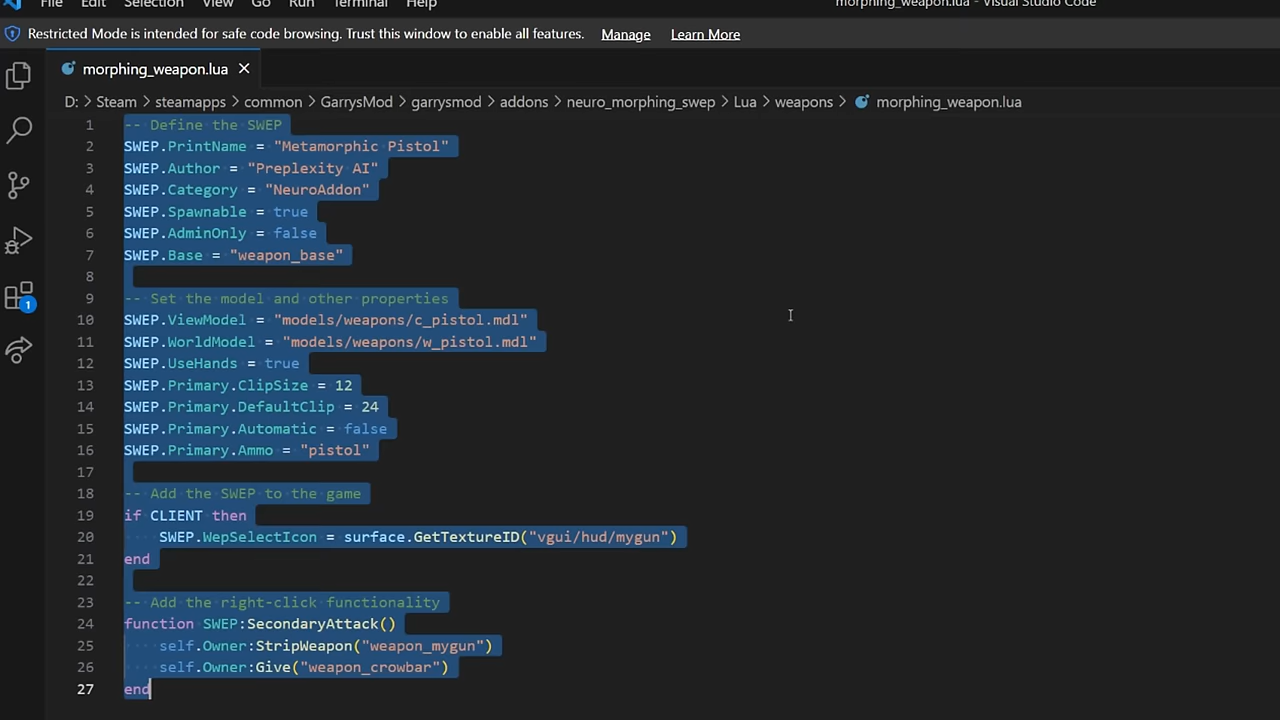 File Edit Selection View Go Run Terminal Help morphing_weapon.lua - Visual Studio Code
Restricted Mode is intended for safe code browsing. Trust this window to enable all features. Manage Learn More
morphing_weapon.lua
D: > Steam > steamapps > common > GarrysMod > garrysmod > addons > neuro_morphing_swep > Lua > weapons > morphing_weapon.lua
1 -- Define the SWEP
2 SWEP.PrintName = "Metamorphic Pistol"
3 SWEP.Author = "Preplexity AI"
4 SWEP.Category = "NeuroAddon"
5 SWEP.Spawnable = true
6 SWEP.AdminOnly = false
7 SWEP.Base = "weapon_base"
8
9 -- Set the model and other properties
10 SWEP.ViewModel = "models/weapons/c_pistol.mdl"
11 SWEP.WorldModel = "models/weapons/w_pistol.mdl"
12 SWEP.UseHands = true
13 SWEP.Primary.ClipSize = 12
14 SWEP.Primary.DefaultClip = 24
15 SWEP.Primary.Automatic = false
16 SWEP.Primary.Ammo = "pistol"
17
18 -- Add the SWEP to the game
19 if CLIENT then
20 SWEP.WepSelectIcon = surface.GetTextureID("vgui/hud/mygun")
21 end
22
23 -- Add the right-click functionality
24 function SWEP:SecondaryAttack()
25 self.Owner:StripWeapon("weapon_mygun")
26 self.Owner:Give("weapon_crowbar")
27 end
1